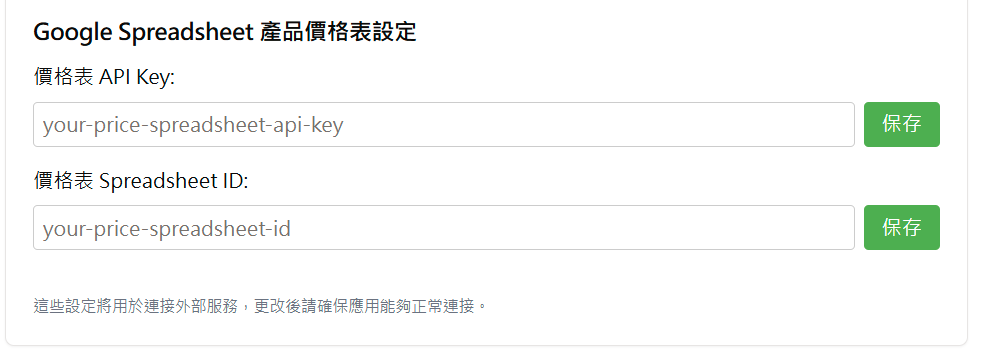 Google Spreadsheet 產品價格表設定
價格表 API Key:
your-price-spreadsheet-api-key
保存
價格表 Spreadsheet ID:
your-price-spreadsheet-id
保存
這些設定將用於連接外部服務，更改後請確保應用能夠正常連接。